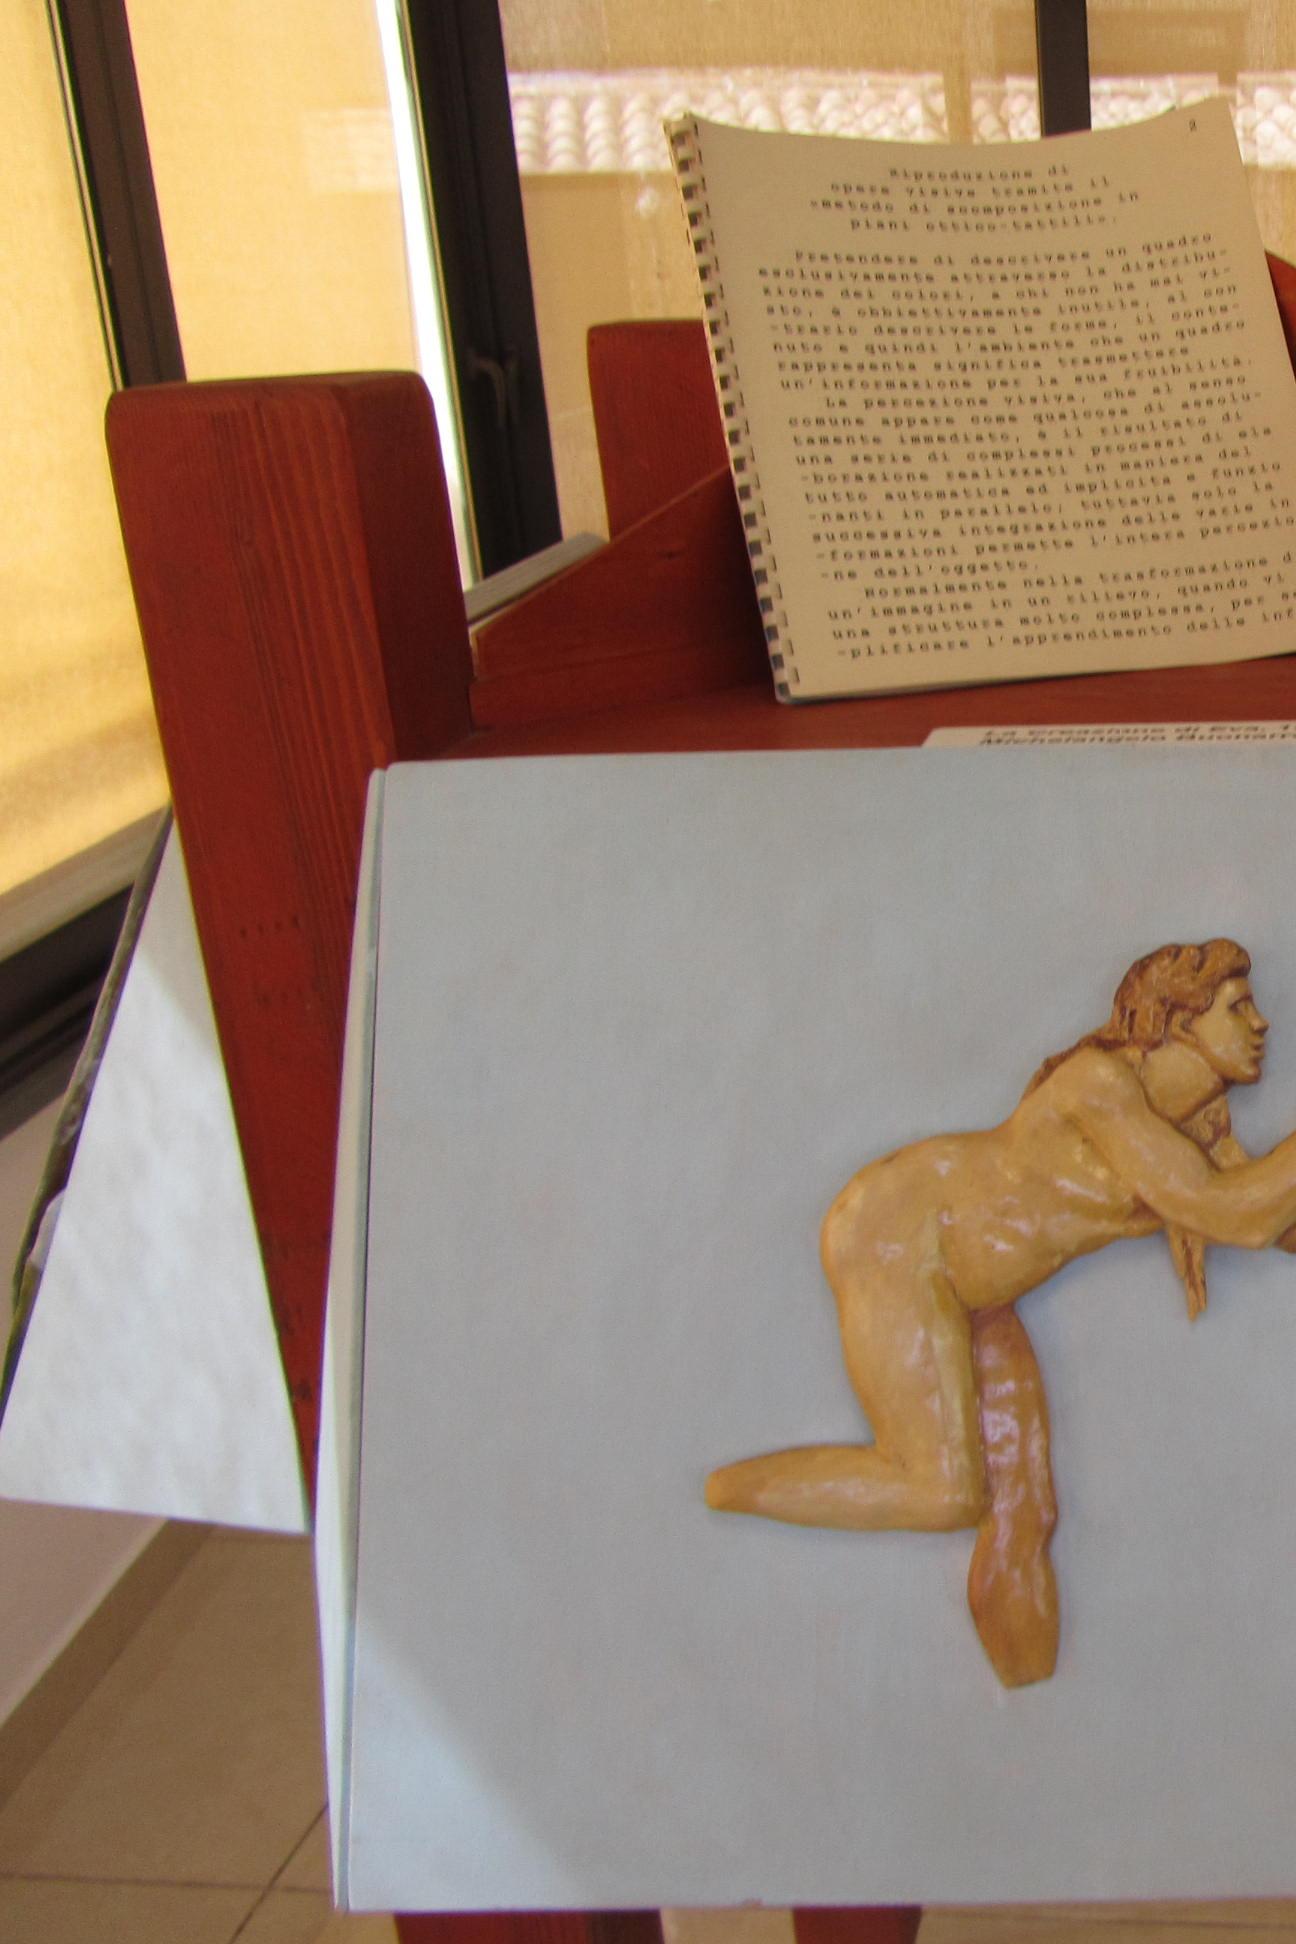 2
Riproduzione di
opere visive tramite il
«metodo di scomposizione in
piani ottico-tattili».
Pretendere di descrivere un quadro
esclusivamente attraverso la distribu-
zione dei colori, a chi non ha mai vi-
sto, è obbiettivamente inutile, al con
-trario descrivere le forme, il conte-
nuto e quindi l'ambiente che un quadro
rappresenta significa trasmettere
un'informazione per la sua fruibilità.
La percezione visiva, che al senso
comune appare come qualcosa di assolu-
tamente immediato, è il risultato di
una serie di complessi processi di ela
-borazione realizzati in maniera del
tutto automatica ed implicita e funzio
-nanti in parallelo, tuttavia solo la
successiva integrazione delle varie in
-formazioni permette l'intera percezio
-ne dell'oggetto.
Normalmente nella trasformazione d
un'immagine in un rilievo, quando vi
una struttura molto complessa, per se
-plificare l'apprendimento delle inf
La Creazione di Eva, 1
Michelangelo Buonarr